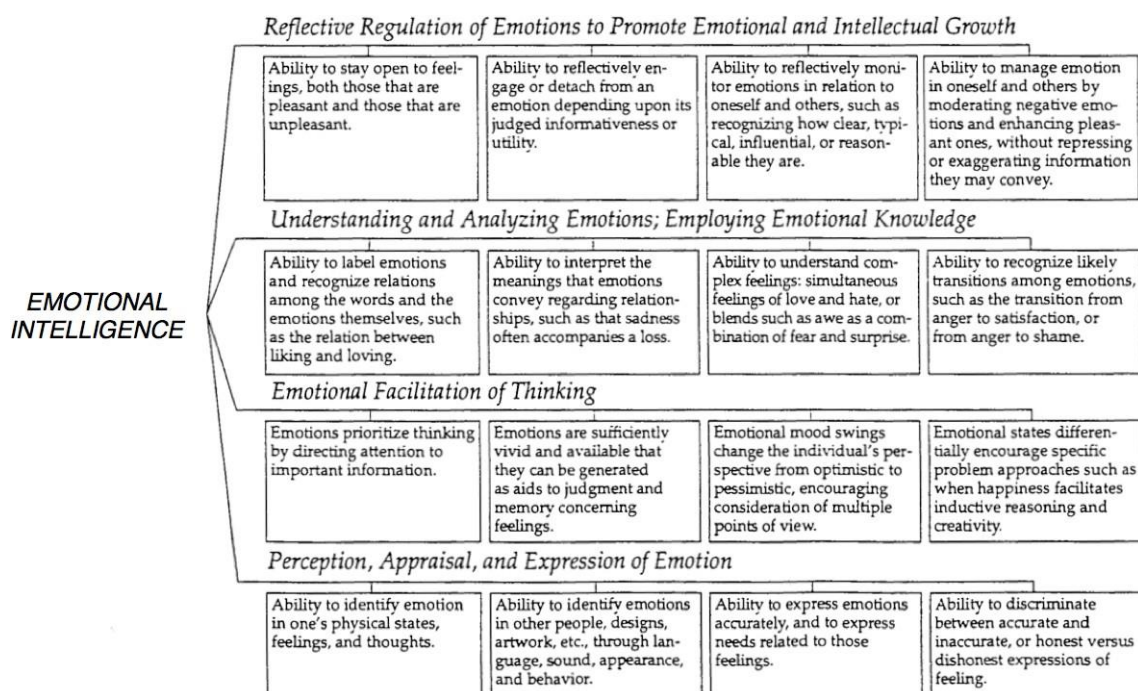 Reflective Regulation of Emotions to Promote Emotional and Intellectual Growth
Ability to stay open to feel-
ings, both those that are
pleasant and those that are
unpleasant.
Ability to reflectively en-
gage or detach from an
emotion depending upon its
judged informativeness or
utility.
Ability to reflectively moni-
tor emotions in relation to
oneself and others, such as
recognizing how clear, typi-
cal, influential, or reason-
able they are.
Ability to manage emotion
in oneself and others by
moderating negative emo-
tions and enhancing pleas-
ant ones, without repressing
or exaggerating information
they may convey.
Understanding and Analyzing Emotions; Employing Emotional Knowledge
Ability to label emotions
and recognize relations
among the words and the
emotions themselves, such
as the relation between
liking and loving.
Ability to interpret the
meanings that emotions
convey regarding relation-
ships, such as that sadness
often accompanies a loss.
Ability to understand com-
plex feelings: simultaneous
feelings of love and hate, or
blends such as awe as a com-
bination of fear and surprise.
Ability to recognize likely
transitions among emotions,
such as the transition from
anger to satisfaction, or
from anger to shame.
EMOTIONAL
INTELLIGENCE
Emotional Facilitation of Thinking
Emotions prioritize thinking
by directing attention to
important information.
Emotions are sufficiently
vivid and available that
they can be generated
as aids to judgment and
memory concerning
feelings.
Emotional mood swings
change the individual's per-
spective from optimistic to
pessimistic, encouraging
consideration of multiple
points of view.
Emotional states differen-
tially encourage specific
problem approaches such as
when happiness facilitates
inductive reasoning and
creativity.
Perception, Appraisal, and Expression of Emotion
Ability to identify emotion
in one's physical states,
feelings, and thoughts.
Ability to identify emotions
in other people, designs,
artwork, etc., through lan-
guage, sound, appearance,
and behavior.
Ability to express emotions
accurately, and to express
needs related to those
feelings.
Ability to discriminate
between accurate and
inaccurate, or honest versus
dishonest expressions of
feeling.